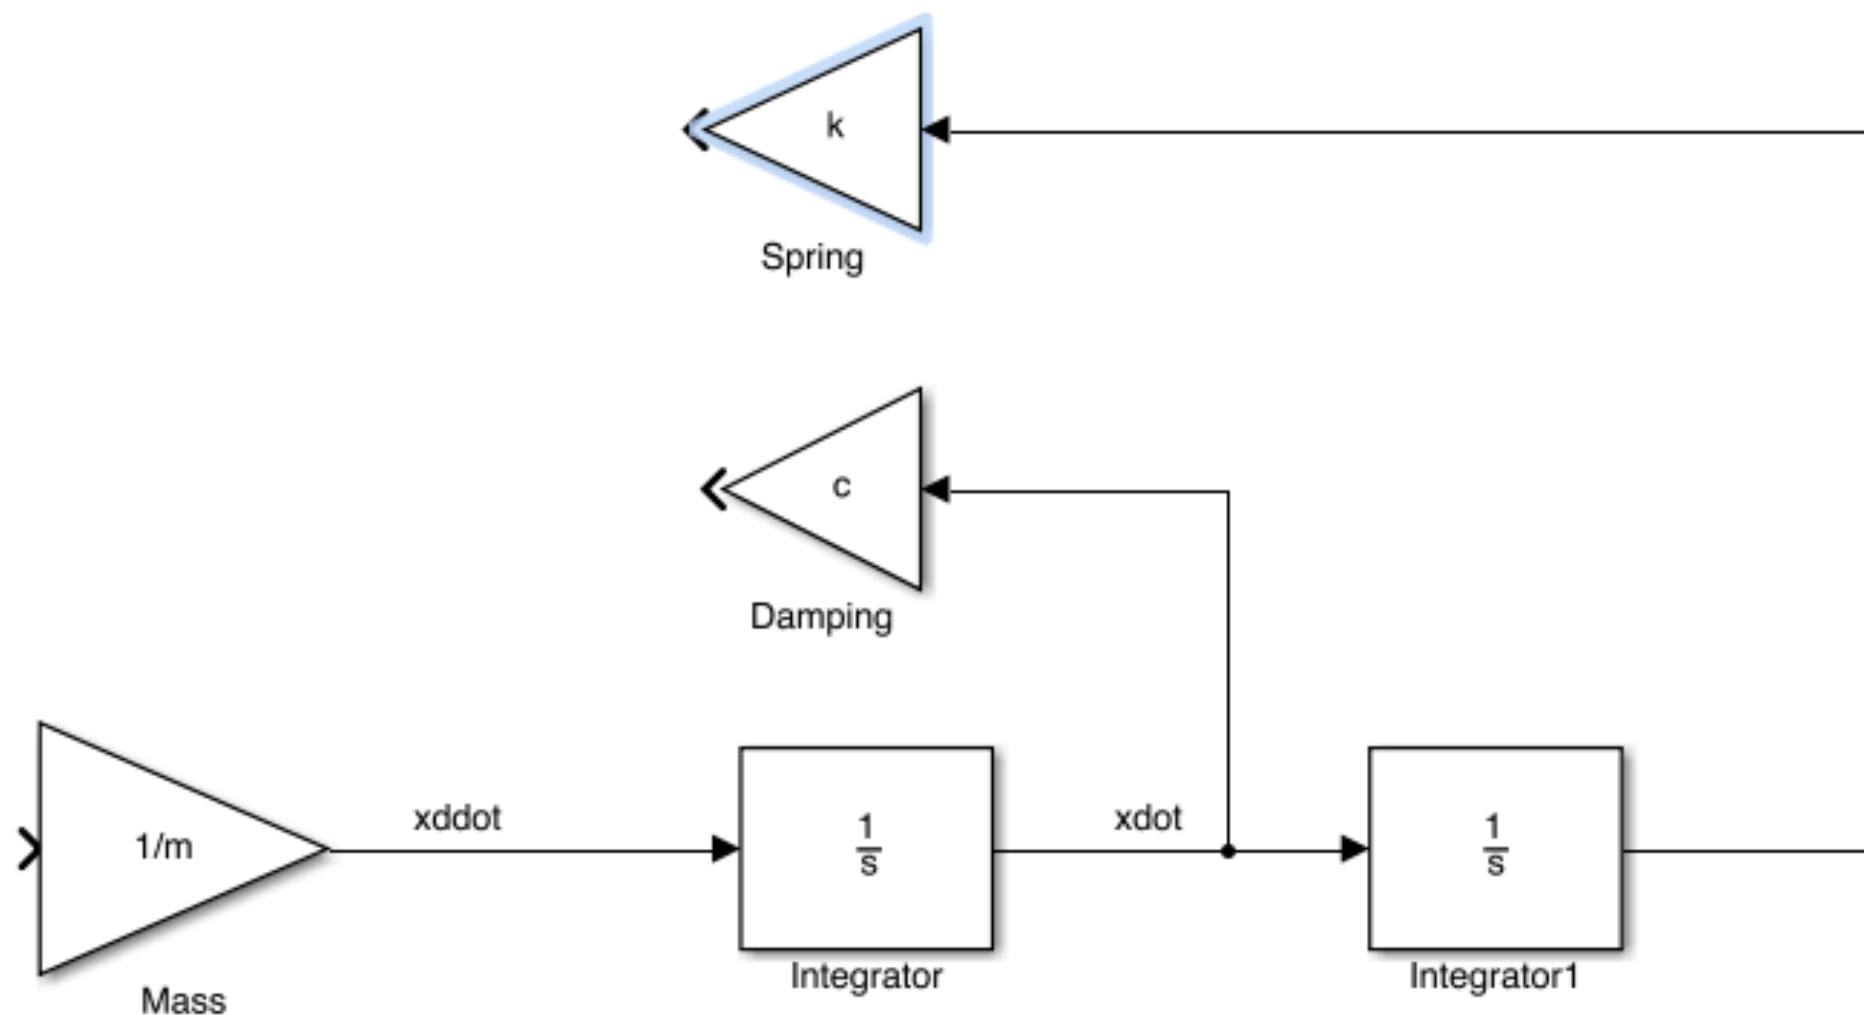 k
Spring
c
Damping
1/m
xddot
1
s
xdot
1
s
Mass
Integrator
Integrator1